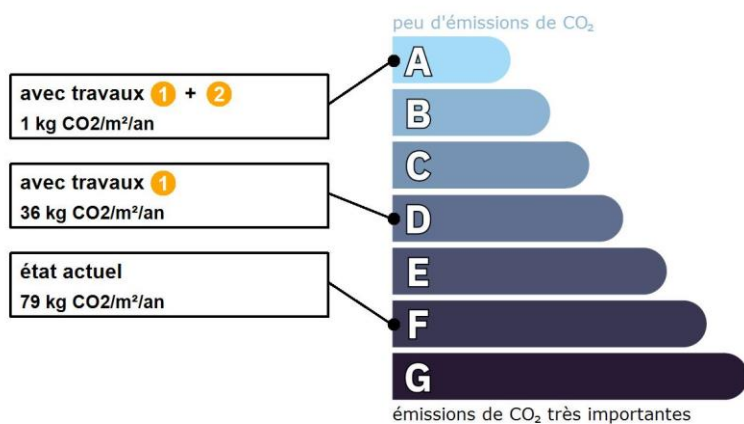 peu d'émissions de CO₂
A
avec travaux 1 + 2
1 kg CO2/m²/an
B
C
avec travaux 1
36 kg CO2/m²/an
D
E
état actuel
79 kg CO2/m²/an
F
G
émissions de CO₂ très importantes